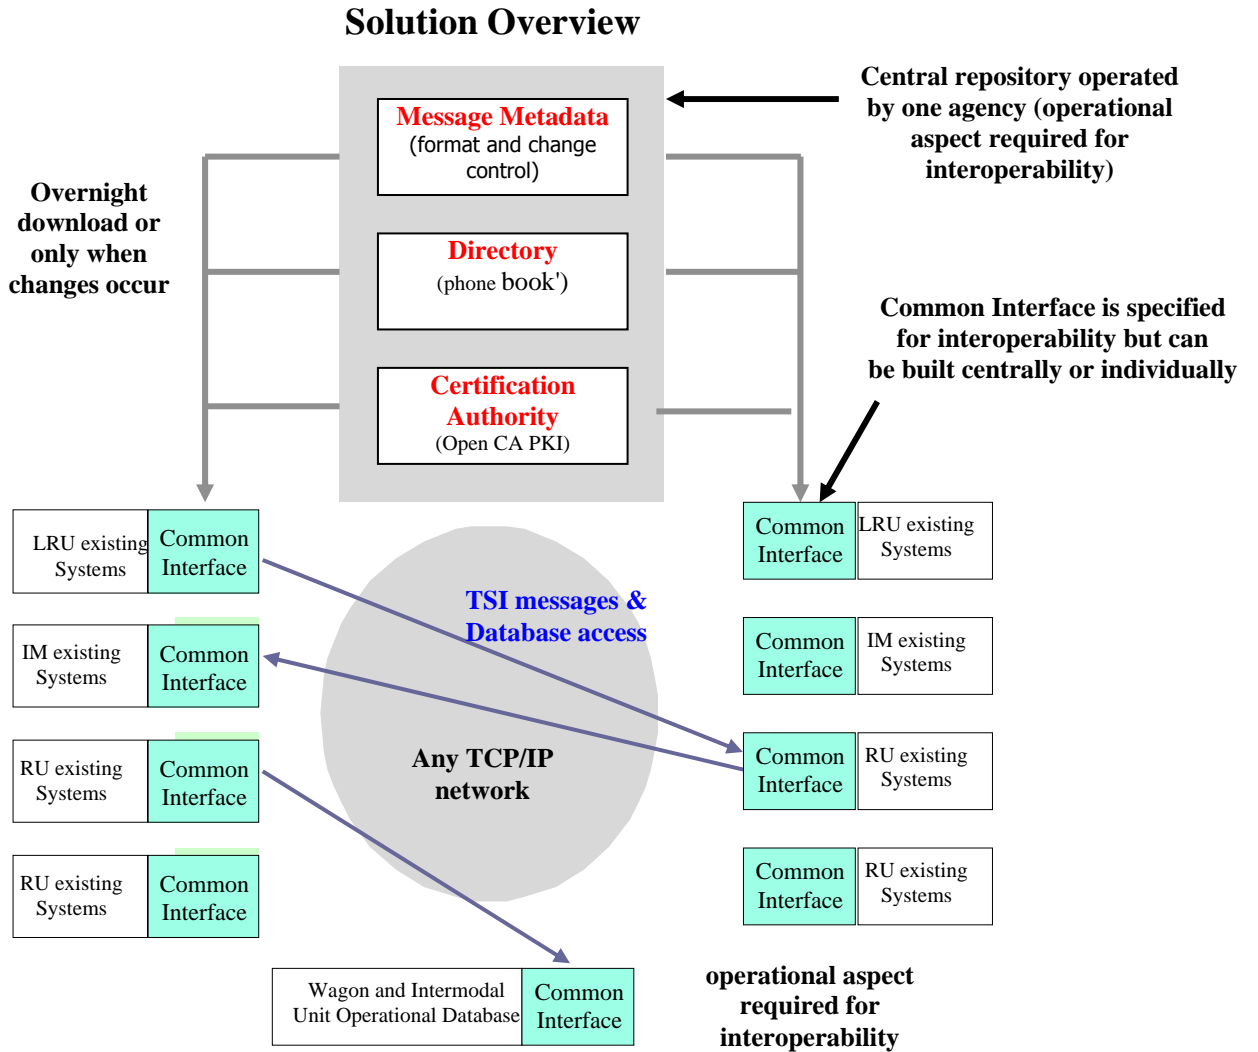 Solution Overview
Message Metadata
(format and change
control)
Central repository operated
by one agency (operational
aspect required for
interoperability)
Overnight
download or
only when
changes occur
Directory
(phone book')
Common Interface is specified
for interoperability but can
be built centrally or individually
Certification
Authority
(Open CA PKI)
LRU existing
Systems
Common
Interface
Common
Interface
LRU existing
Systems
TSI messages &
Database access
IM existing
Systems
Common
Interface
Common
Interface
IM existing
Systems
Any TCP/IP
network
RU existing
Systems
Common
Interface
Common
Interface
RU existing
Systems
RU existing
Systems
Common
Interface
Common
Interface
RU existing
Systems
Wagon and Intermodal
Unit Operational Database
Common
Interface
operational aspect
required for
interoperability